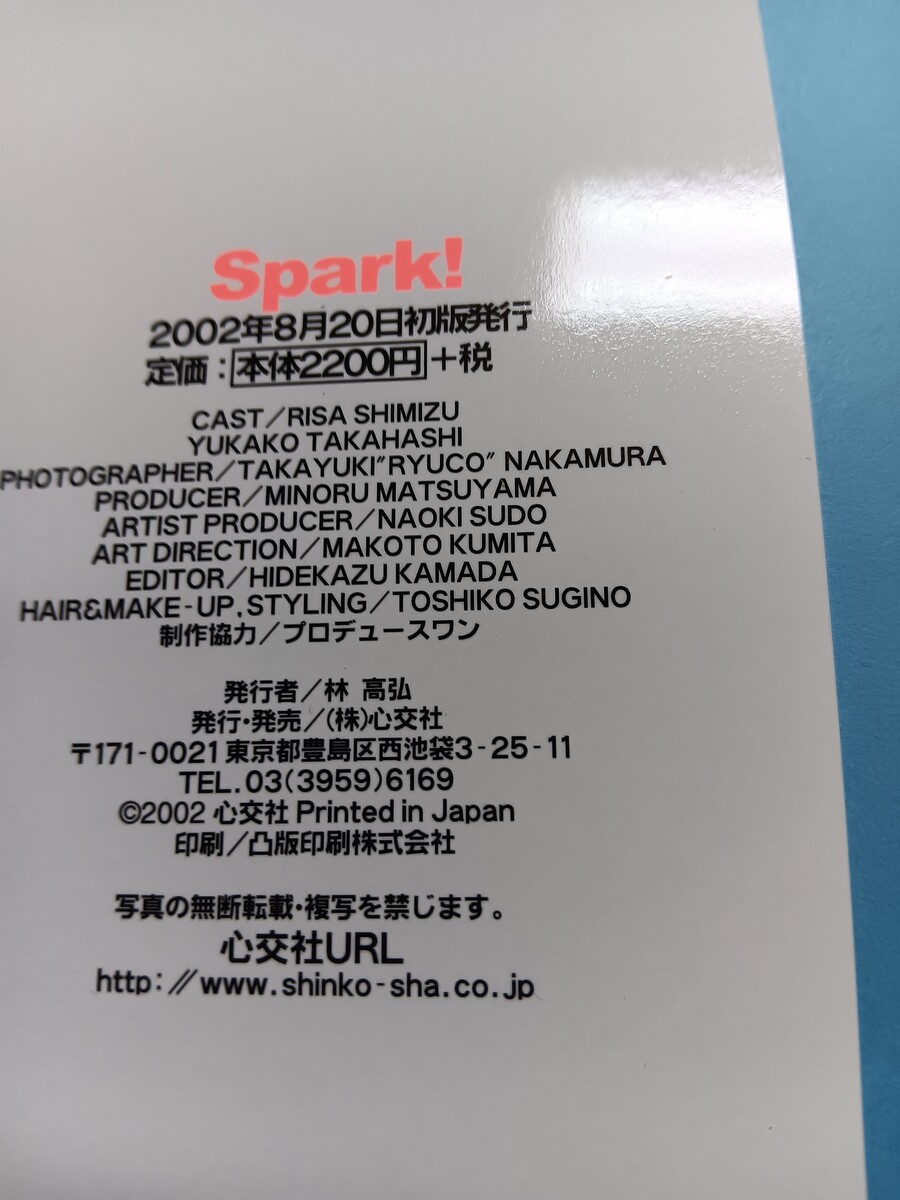 Spark!
2002年8月20日初版発行
定価：本体2200円+税
CAST/RISA SHIMIZU
YUKAKO TAKAHASHI
PHOTOGRAPHER/TAKAYUKI"RYUCO" NAKAMURA
PRODUCER/MINORU MATSUYAMA
ARTIST PRODUCER/NAOKI SUDO
ART DIRECTION/MAKOTO KUMITA
EDITOR/HIDEKAZU KAMADA
HAIR&MAKE-UP, STYLING/TOSHIKO SUGINO
制作協力/プロデュースワン
発行者/林 高弘
発行・発売/(株)心交社
〒171-0021 東京都豊島区西池袋3-25-11
TEL.03(3959)6169
©2002 心交社 Printed in Japan
印刷/凸版印刷株式会社
写真の無断転載・複写を禁じます。
心交社URL
http://www.shinko-sha.co.jp